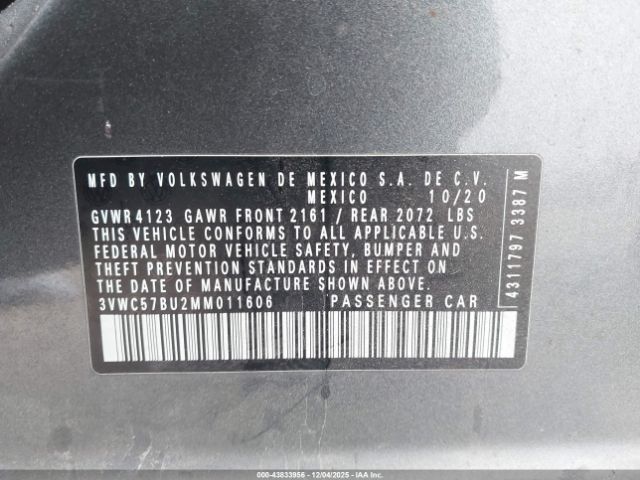 MFD BY VOLKSWAGEN DE MEXICO S.A. DE C.V.
MEXICO 10/20
GVWR 4123 GAWR FRONT 2161 / REAR 2072 LBS
THIS VEHICLE CONFORMS TO ALL APPLICABLE U.S.
FEDERAL MOTOR VEHICLE SAFETY, BUMPER AND
THEFT PREVENTION STANDARDS IN EFFECT ON
THE DATE OF MANUFACTURE SHOWN ABOVE.
3VWC57BU2MM011606 PASSENGER CAR
4311797 3387 M
000-43833956 - 12/04/2025 - IAAI.COM